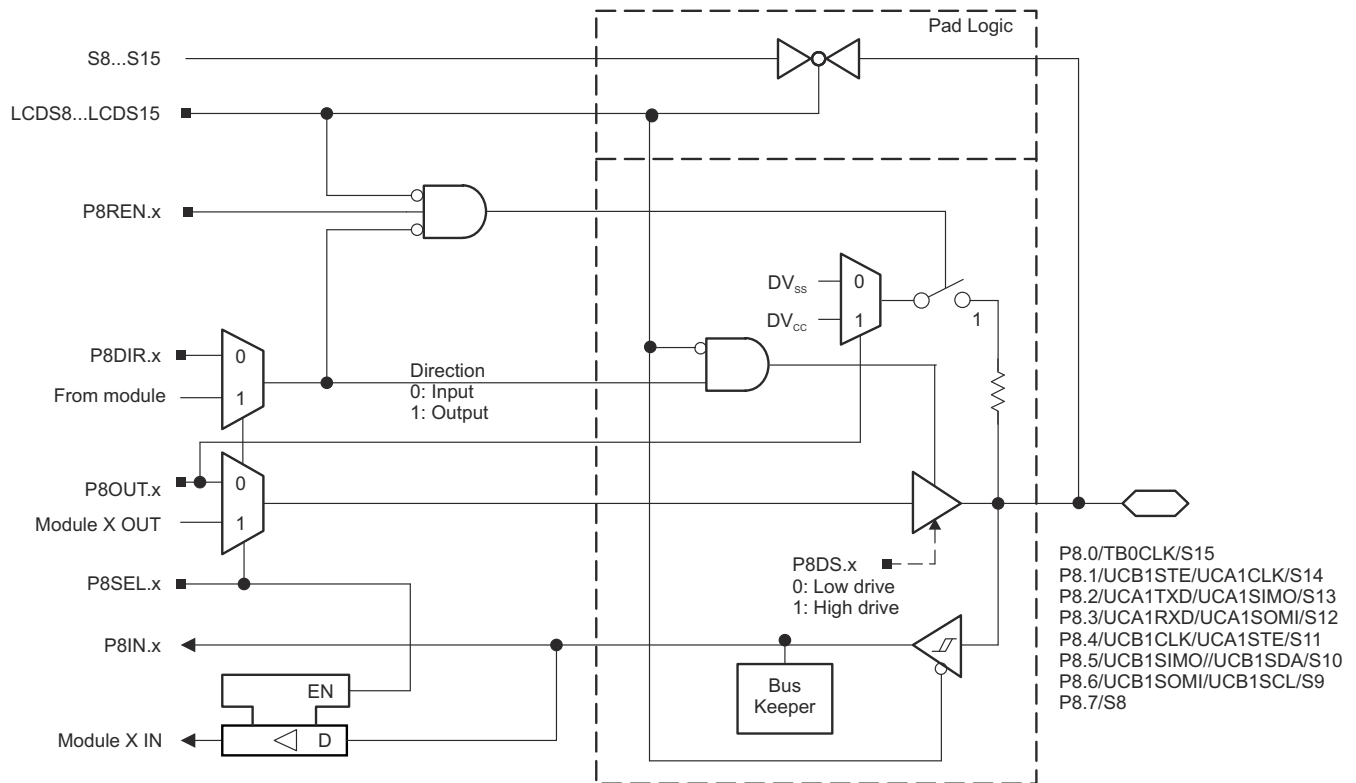 Pad Logic
S8...S15
LCDS8...LCDS15
P8REN.x
DVSS
0
DVCC
1
1
P8DIR.x
0
From module
1
Direction
0: Input
1: Output
P8OUT.x
0
Module X OUT
1
P8SEL.x
P8DS.x
0: Low drive
1: High drive
P8IN.x
EN
D
Module X IN
Bus
Keeper
P8.0/TB0CLK/S15
P8.1/UCB1STE/UCA1CLK/S14
P8.2/UCA1TXD/UCA1SIMO/S13
P8.3/UCA1RXD/UCA1SOMI/S12
P8.4/UCB1CLK/UCA1STE/S11
P8.5/UCB1SIMO//UCB1SDA/S10
P8.6/UCB1SOMI/UCB1SCL/S9
P8.7/S8